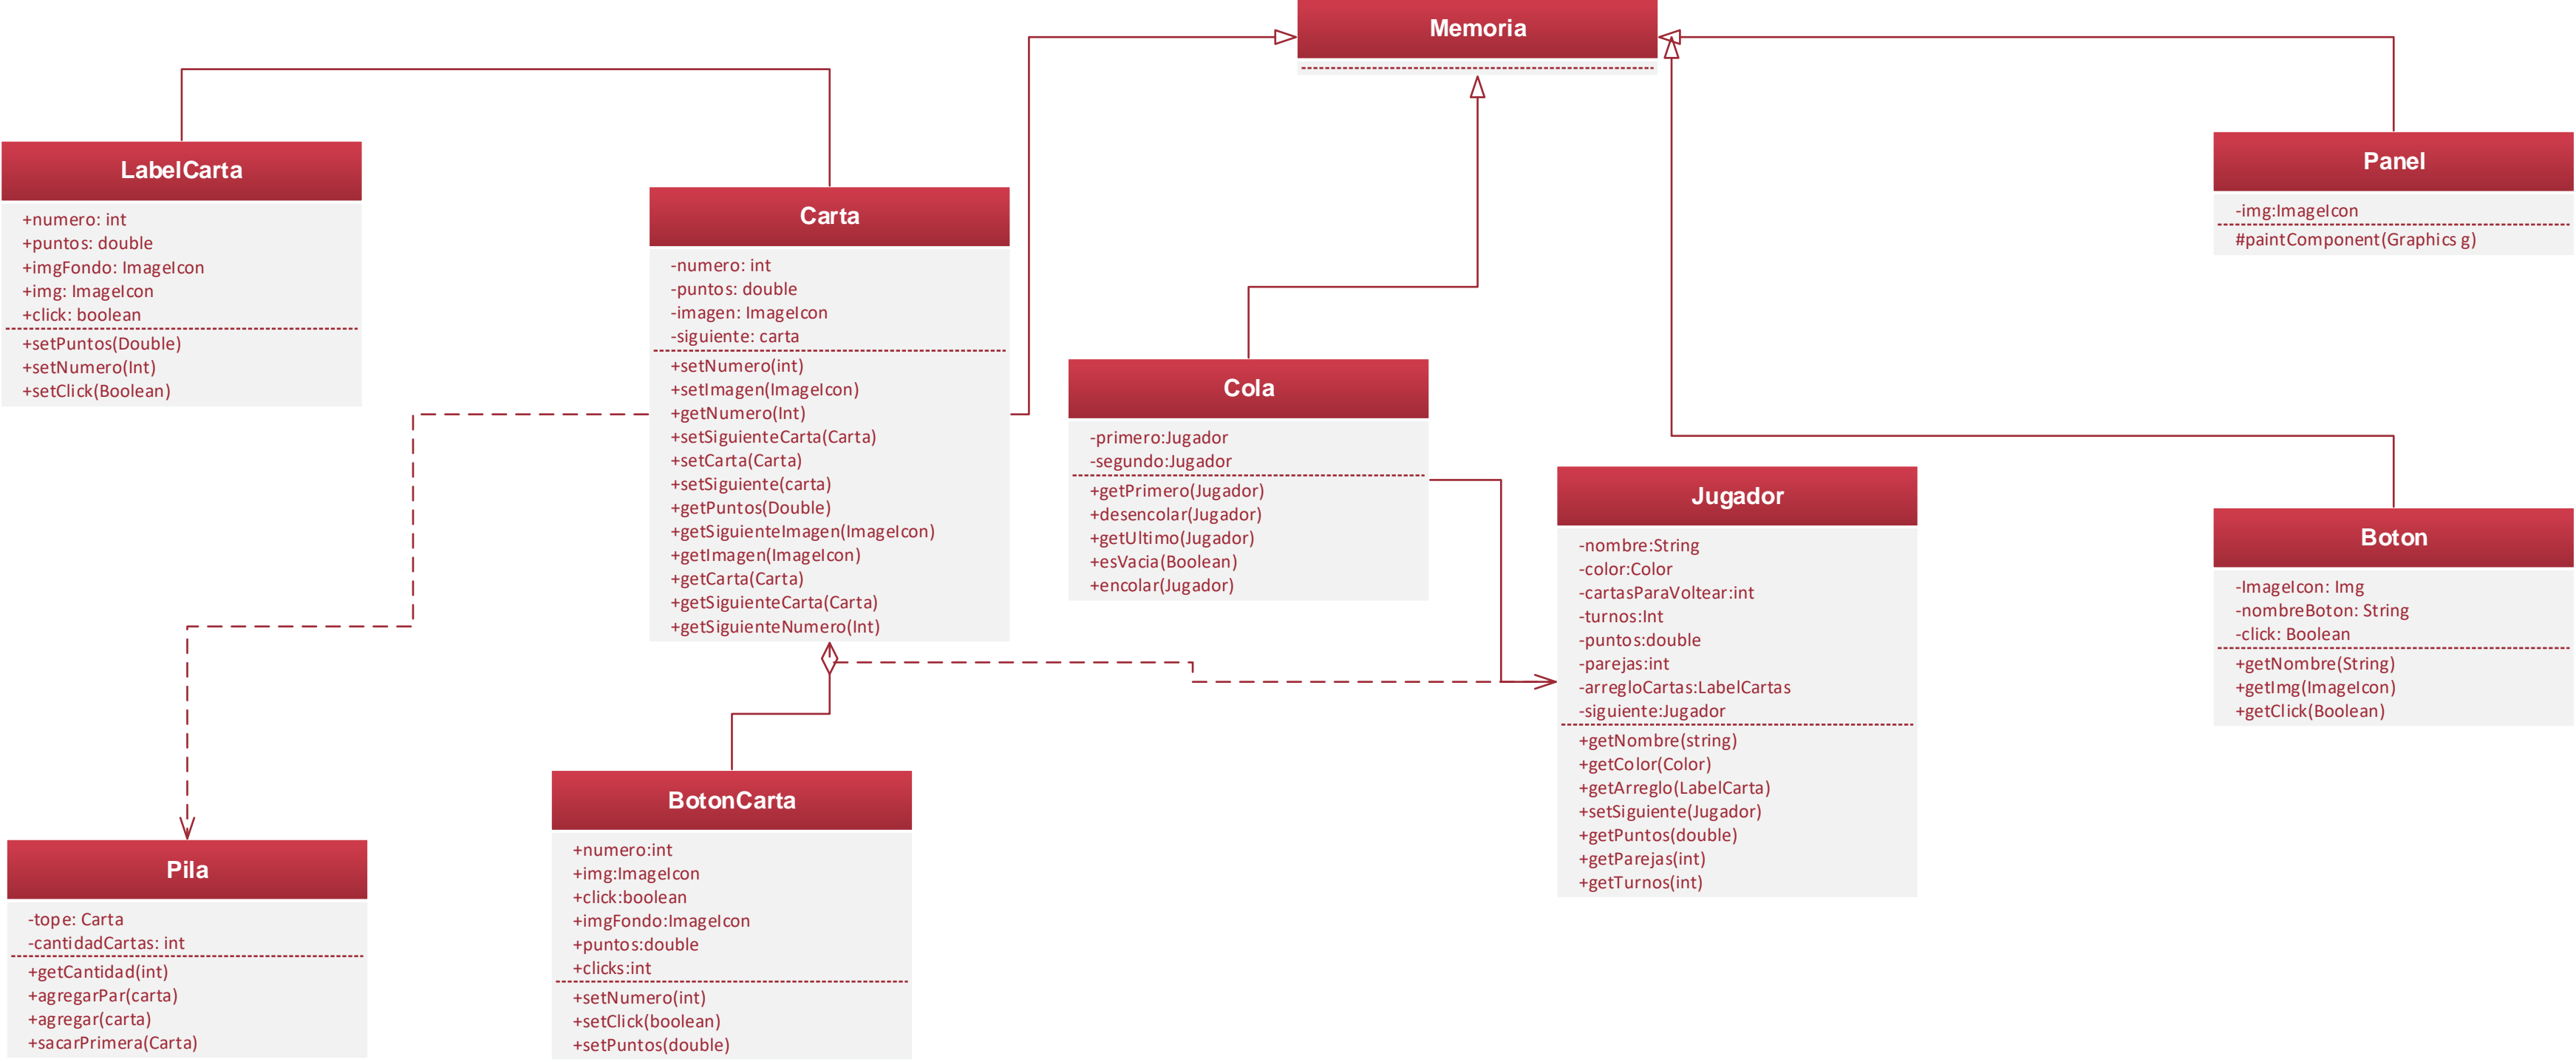 Memoria
LabelCarta
+numero: int
+puntos: double
+imgFondo: ImageIcon
+img: ImageIcon
+click: boolean
+setPuntos(Double)
+setNumero(Int)
+setClick(Boolean)
Carta
-numero: int
-puntos: double
-imagen: ImageIcon
-siguiente: carta
+setNumero(int)
+setImagen(ImageIcon)
+getNumero(Int)
+setSiguienteCarta(Carta)
+setCarta(Carta)
+setSiguiente(carta)
+getPuntos(Double)
+getSiguienteImagen(ImageIcon)
+getImagen(ImageIcon)
+getCarta(Carta)
+getSiguienteCarta(Carta)
+getSiguienteNumero(Int)
Cola
-primero:Jugador
-segundo:Jugador
+getPrimero(Jugador)
+desencolar(Jugador)
+getUltimo(Jugador)
+esVacia(Boolean)
+encolar(Jugador)
Panel
-img:ImageIcon
#paintComponent(Graphics g)
Jugador
-nombre:String
-color:Color
-cartasParaVoltear:int
-turnos:Int
-puntos:double
-parejas:int
-arregloCartas:LabelCartas
-siguiente:Jugador
+getNombre(string)
+getColor(Color)
+getArreglo(LabelCarta)
+setSiguiente(Jugador)
+getPuntos(double)
+getParejas(int)
+getTurnos(int)
Boton
-ImageIcon: Img
-nombreBoton: String
-click: Boolean
+getNombre(String)
+getImg(ImageIcon)
+getClick(Boolean)
Pila
-tope: Carta
-cantidadCartas: int
+getCantidad(int)
+agregarPar(carta)
+agregar(carta)
+sacarPrimera(Carta)
BotonCarta
+numero:int
+img:ImageIcon
+click:boolean
+imgFondo:ImageIcon
+puntos:double
+clicks:int
+setNumero(int)
+setClick(boolean)
+setPuntos(double)